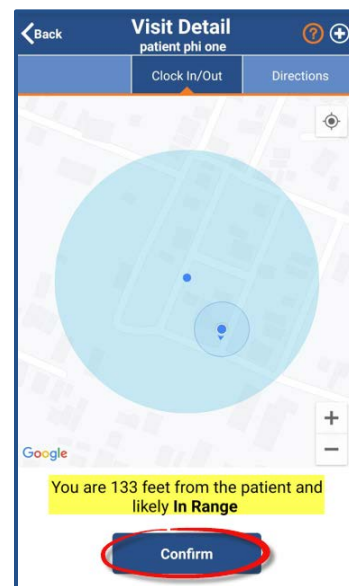 Back
Visit Detail
patient phi one
?
Clock In/Out
Directions
+
−
Google
You are 133 feet from the patient and
likely In Range
Confirm